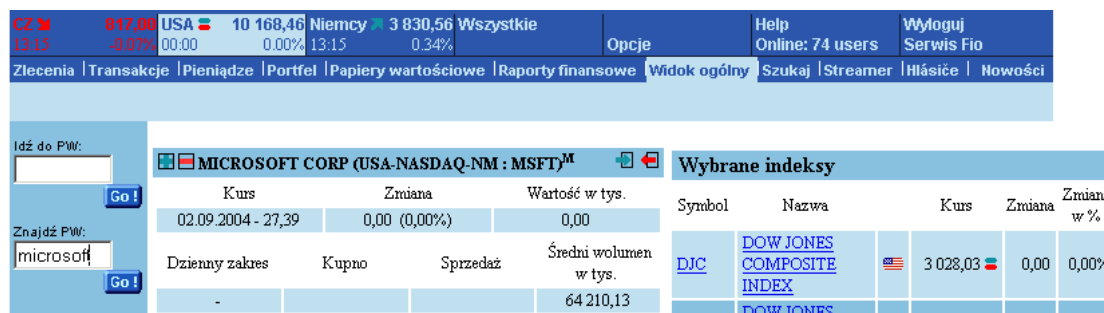 CZ 817,00 USA 10 168,46 Niemcy 3 830,56 Wszystkie Help Wyloguj
13:15 -0.03% 00:00 0.00% 13:15 0.34% Opcje Online: 74 users Serwis Fio
Zlecenia Transakcje Pieniądze Portfel Papiery wartościowe Raporty finansowe Widok ogólny Szukaj Streamer Hlásiče Nowości
Idź do PW:
Go !
Znajdź PW:
microsoft
Go !
MICROSOFT CORP (USA-NASDAQ-NM : MSFT)M
Kurs Zmiana Wartość w tys.
02.09.2004 - 27,39 0,00 (0,00%) 0,00
Dzienny zakres Kupno Sprzedaż Średni wolumen w tys.
- 64 210,13
Wybrane indeksy
Symbol Nazwa Kurs Zmiana Zmian w %
DJC DOW JONES COMPOSITE INDEX 3 028,03 0,00 0,00%
DOW JONES